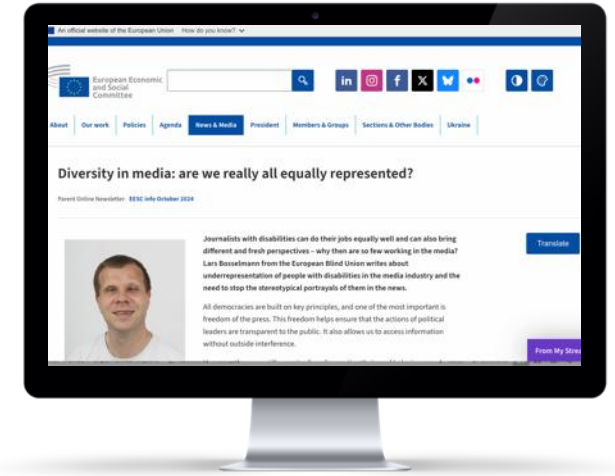 An official website of the European Union How do you know?
European Economic
and Social
Committee
in f X
About Our work Policies Agenda News & Media President Members & Groups Sections & Other Bodies Ukraine
Diversity in media: are we really all equally represented?
Parent Online Newsletter EESC info October 2024
Journalists with disabilities can do their jobs equally well and can also bring
different and fresh perspectives – why then are so few working in the media?
Lars Bosselmann from the European Blind Union writes about
underrepresentation of people with disabilities in the media industry and the
need to stop the stereotypical portrayals of them in the news.
Translate
All democracies are built on key principles, and one of the most important is
freedom of the press. This freedom helps ensure that the actions of political
leaders are transparent to the public. It also allows us to access information
without outside interference.
From My Strea